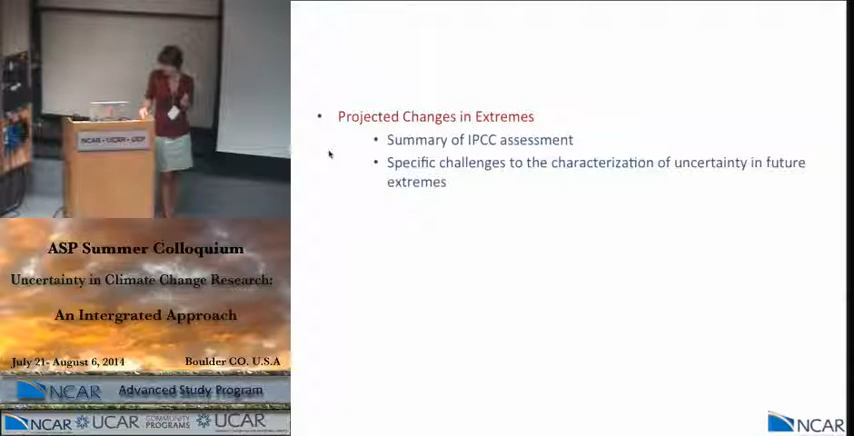 NCAR • UCAR • UCP
ASP Summer Colloquium
Uncertainty in Climate Change Research:
An Intergrated Approach
July 21- August 6, 2014 Boulder CO. U.S.A
NCAR Advanced Study Program
NCAR UCAR COMMUNITY PROGRAMS UCAR
• Projected Changes in Extremes
• Summary of IPCC assessment
• Specific challenges to the characterization of uncertainty in future
extremes
NCAR